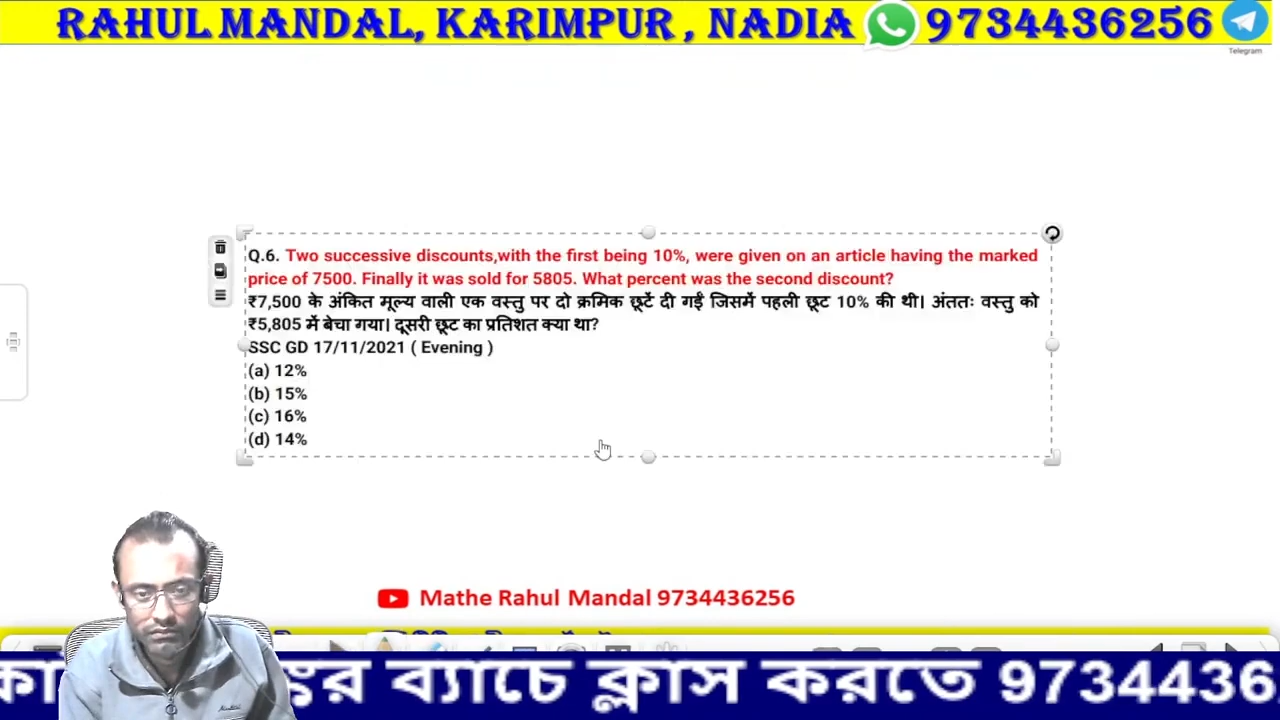 RAHUL MANDAL, KARIMPUR , NADIA 9734436256
Telegram
Q.6. Two successive discounts,with the first being 10%, were given on an article having the marked
price of 7500. Finally it was sold for 5805. What percent was the second discount?
₹7,500 के अंकित मूल्य वाली एक वस्तु पर दो क्रमिक छूटें दी गईं जिसमें पहली छूट 10% की थी। अंततः वस्तु को
₹5,805 में बेचा गया। दूसरी छूट का प्रतिशत क्या था?
SSC GD 17/11/2021 ( Evening )
(a) 12%
(b) 15%
(c) 16%
(d) 14%
Mathe Rahul Mandal 9734436256
ব্যাচে ক্লাস করতে 9734436